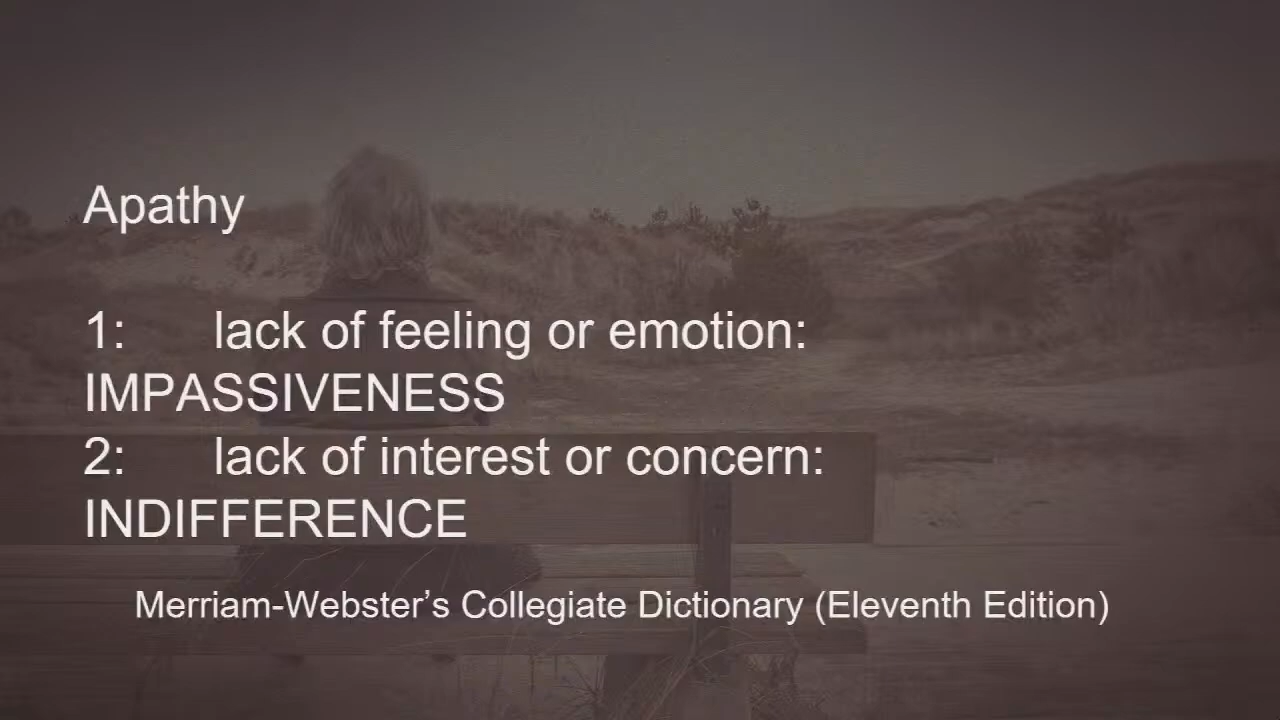 Apathy
1: lack of feeling or emotion:
IMPASSIVENESS
2: lack of interest or concern:
INDIFFERENCE
Merriam-Webster’s Collegiate Dictionary (Eleventh Edition)